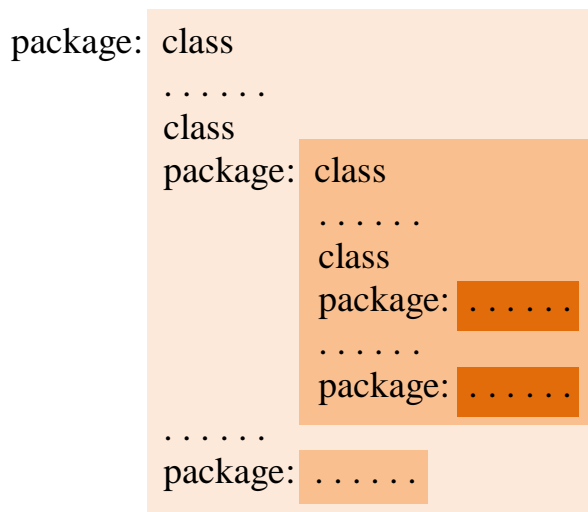 package: class
. . . . . .
class
package: class
. . . . . .
class
package: . . . . . .
. . . . . .
package: . . . . . .
. . . . . .
package: . . . . . .